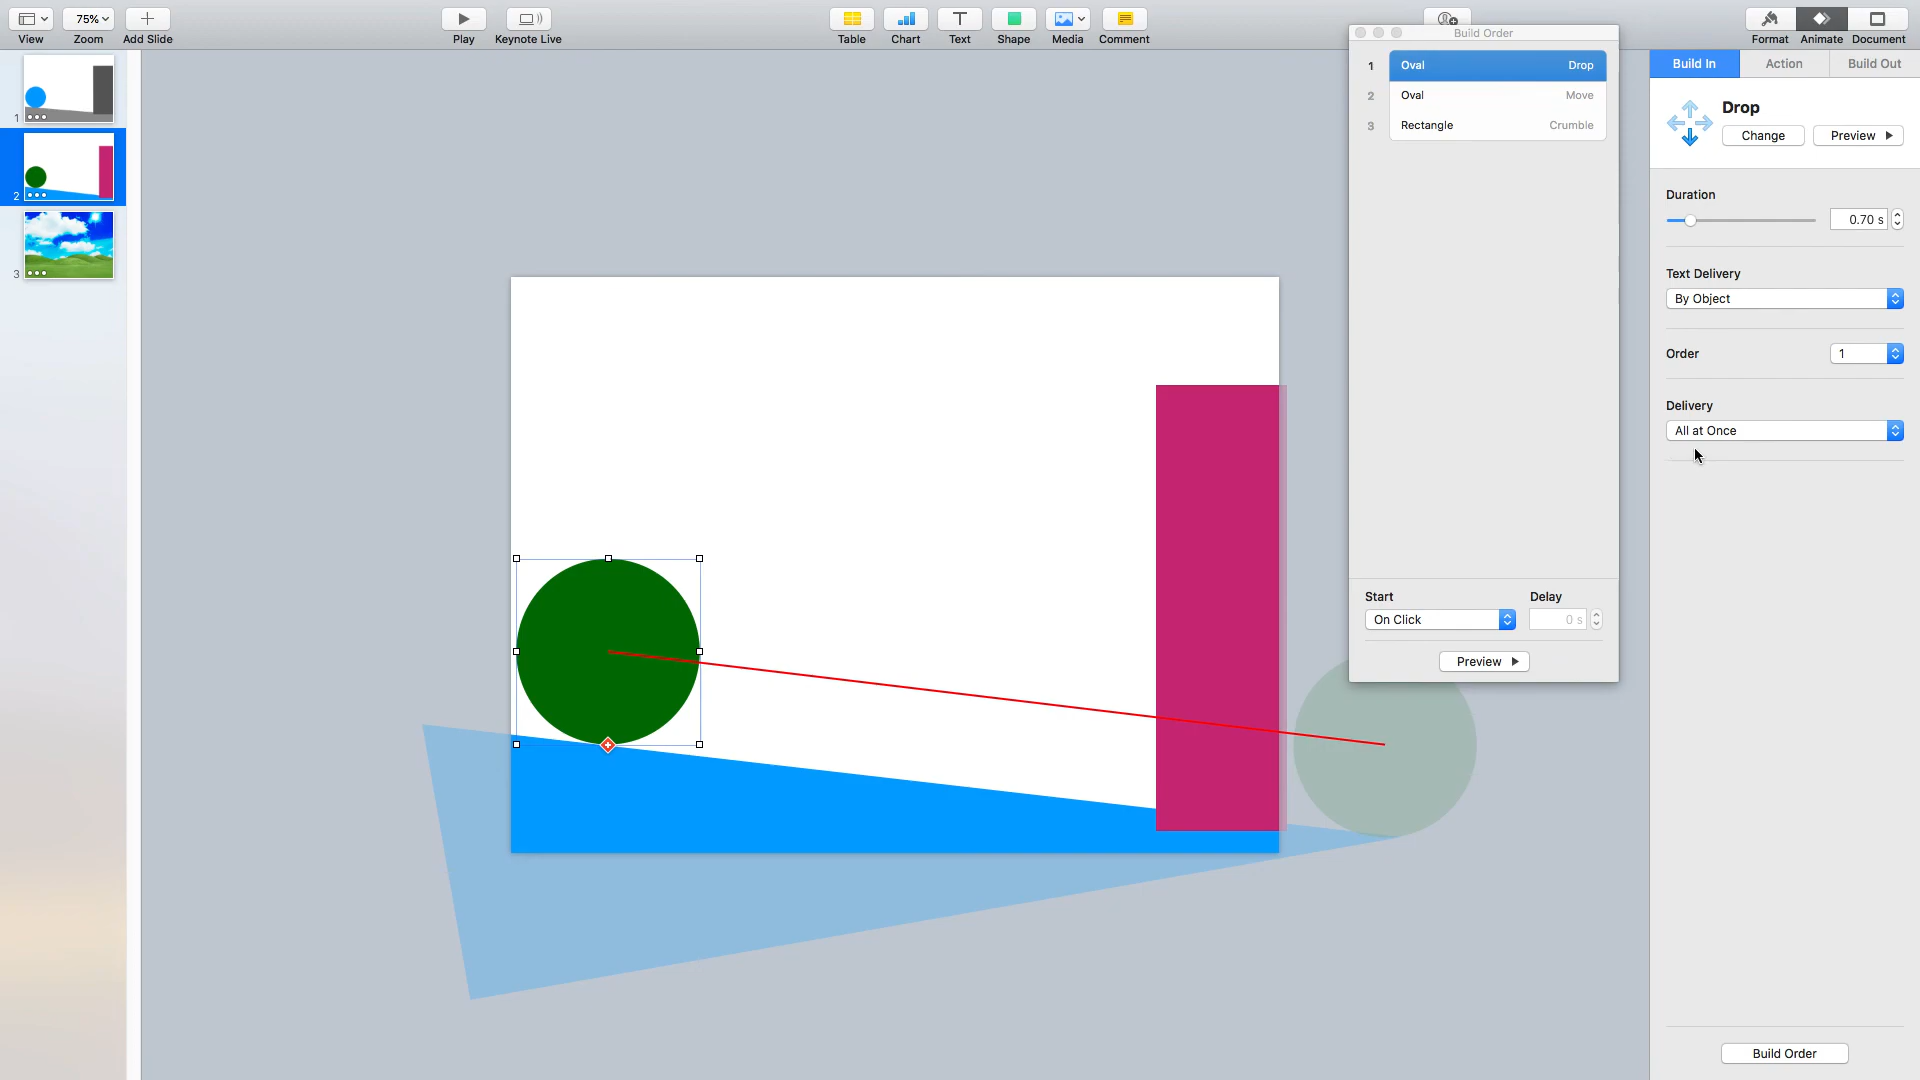 View
75%
Zoom
Add Slide
Play
Keynote Live
Table
Chart
Text
Shape
Media
Comment
Format
Animate
Document
1
2
3
Build Order
1 Oval Drop
2 Oval Move
3 Rectangle Crumble
Start
Delay
On Click
0 s
Preview
Build In
Action
Build Out
Drop
Change
Preview
Duration
0.70 s
Text Delivery
By Object
Order
1
Delivery
All at Once
Build Order